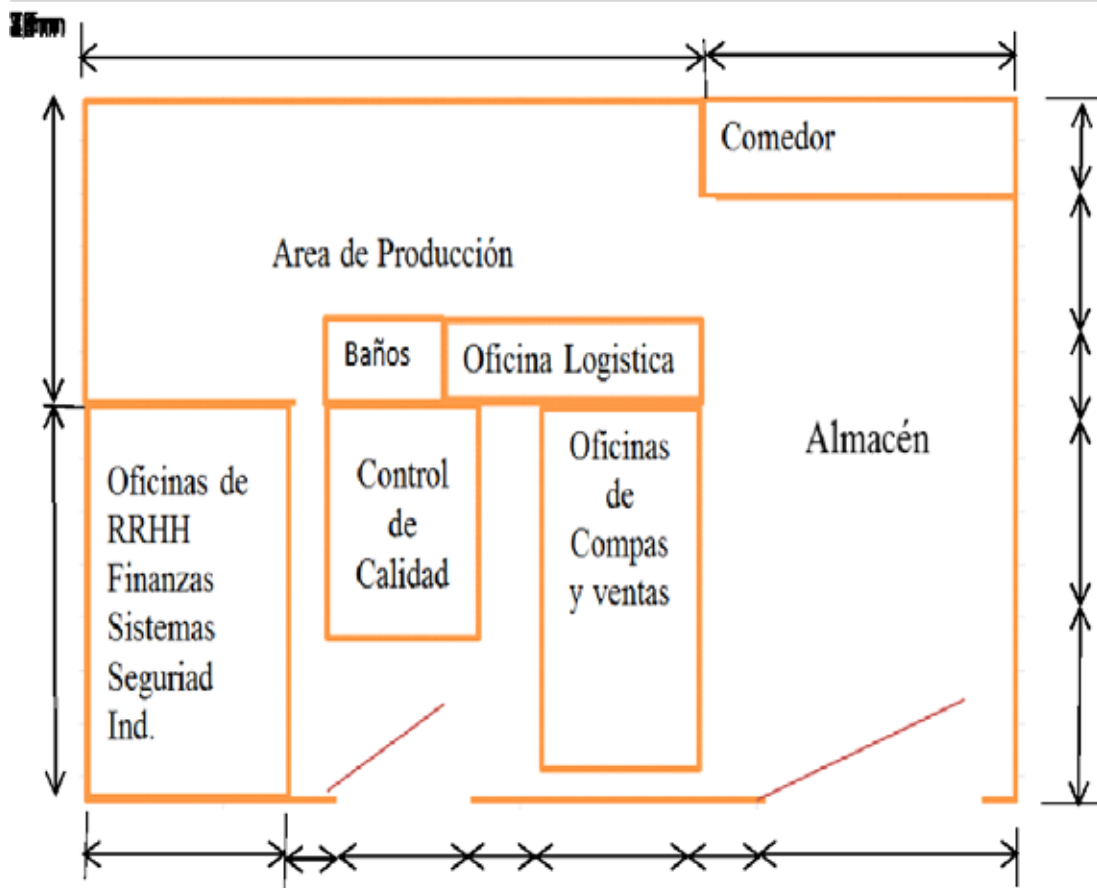 Comedor
Area de Producción
Baños
Oficina Logistica
Almacén
Oficinas de
RRHH
Finanzas
Sistemas
Seguriad
Ind.
Control
de
Calidad
Oficinas
de
Compas
y ventas